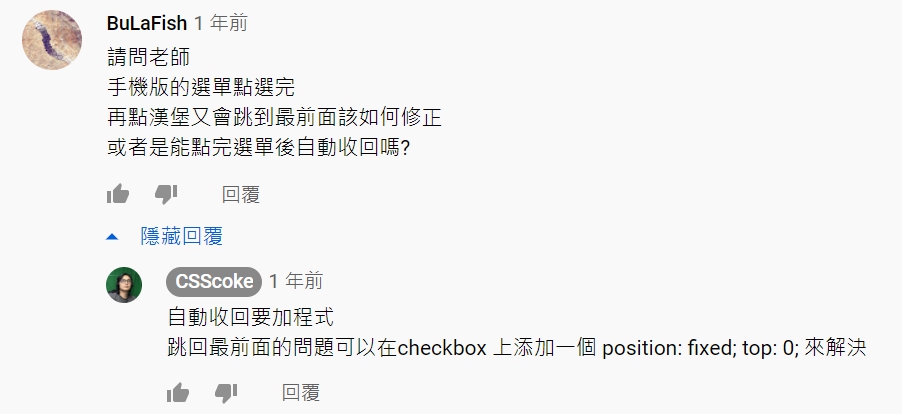 BuLaFish 1 年前
請問老師
手機版的選單點選完
再點漢堡又會跳到最前面該如何修正
或者是能點完選單後自動收回嗎?
回覆
隱藏回覆
CSScoke 1 年前
自動收回要加程式
跳回最前面的問題可以在checkbox 上添加一個 position: fixed; top: 0; 來解決
回覆